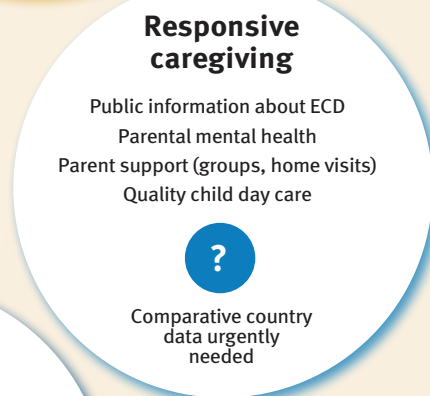 Responsive
caregiving
Public information about ECD
Parental mental health
Parent support (groups, home visits)
Quality child day care
?
Comparative country
data urgently
needed